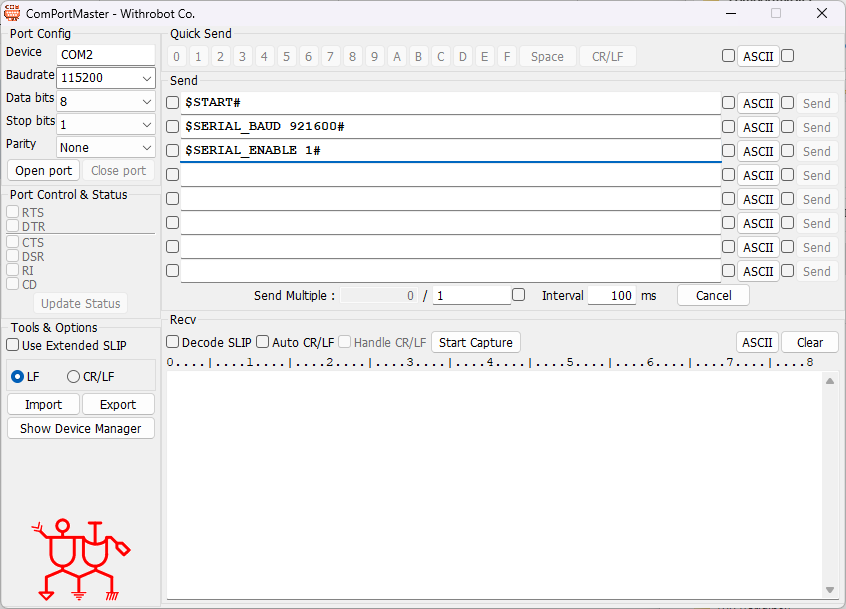 ComPortMaster - Withrobot Co.
Port Config
Device COM2
Baudrate 115200
Data bits 8
Stop bits 1
Parity None
Open port Close port
Port Control & Status
RTS
DTR
CTS
DSR
RI
CD
Update Status
Tools & Options
Use Extended SLIP
LF CR/LF
Import Export
Show Device Manager
Quick Send
0 1 2 3 4 5 6 7 8 9 A B C D E F Space CR/LF ASCII
Send
$START# ASCII Send
$SERIAL_BAUD 921600# ASCII Send
$SERIAL_ENABLE 1# ASCII Send
ASCII Send
ASCII Send
ASCII Send
ASCII Send
ASCII Send
Send Multiple : 0 / 1 Interval 100 ms Cancel
Recv
Decode SLIP Auto CR/LF Handle CR/LF Start Capture ASCII Clear
0....|....1....|....2....|....3....|....4....|....5....|....6....|....7....|....8